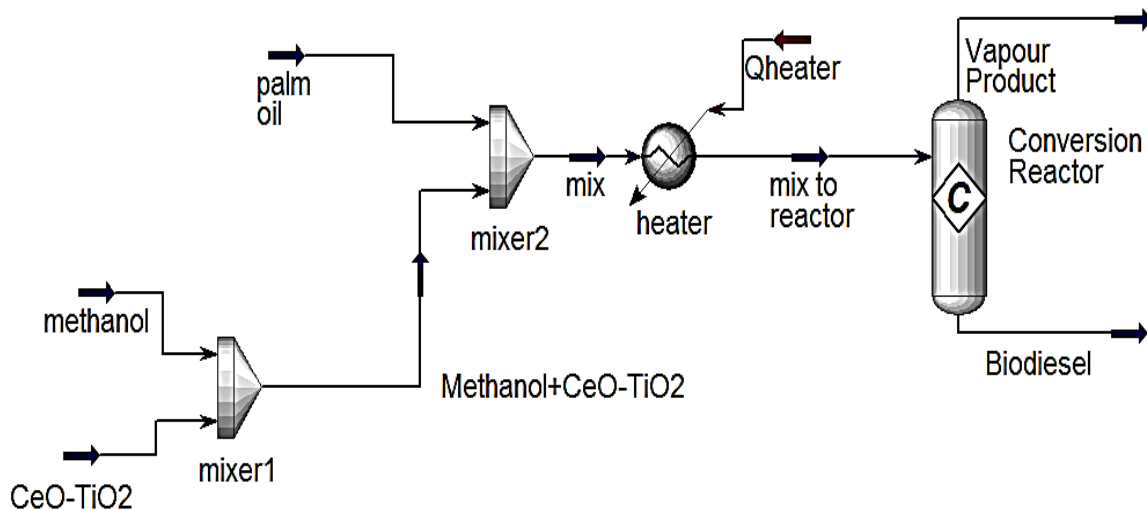 palm
oil
Qheater
Vapour
Product
Conversion
Reactor
C
mix
mix to
reactor
heater
mixer2
methanol
Methanol+CeO-TiO2
Biodiesel
mixer1
CeO-TiO2